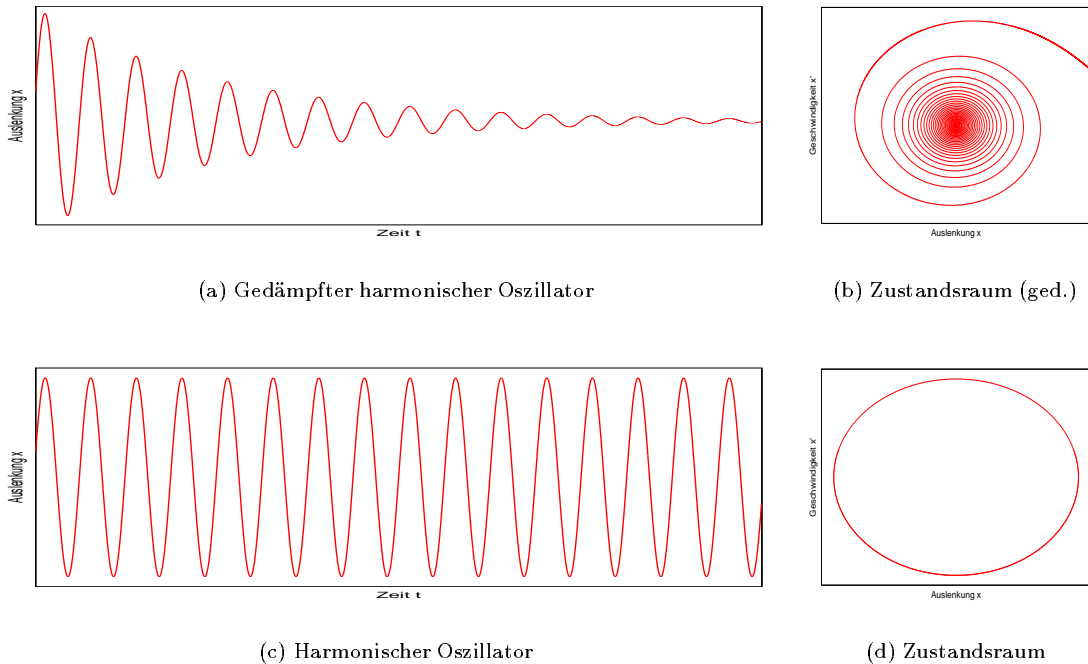 Auslenkung x
Zeit t
Geschwindigkeit x'
Auslenkung x
(a) Gedämpfter harmonischer Oszillator
(b) Zustandsraum (ged.)
Auslenkung x
Zeit t
Geschwindigkeit x'
Auslenkung x
(c) Harmonischer Oszillator
(d) Zustandsraum